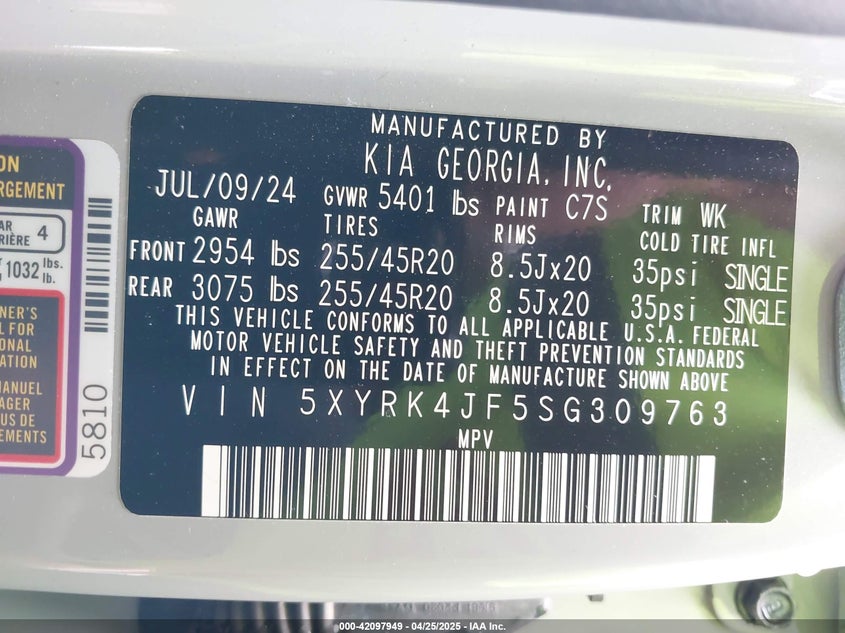 MANUFACTURED BY
KIA GEORGIA, INC.
JUL/09/24 GVWR 5401 lbs PAINT C7S TRIM WK
GAWR TIRES RIMS COLD TIRE INFL
FRONT 2954 lbs 255/45R20 8.5Jx20 35psi SINGLE
REAR 3075 lbs 255/45R20 8.5Jx20 35psi SINGLE
THIS VEHICLE CONFORMS TO ALL APPLICABLE U.S.A. FEDERAL
MOTOR VEHICLE SAFETY AND THEFT PREVENTION STANDARDS
IN EFFECT ON THE DATE OF MANUFACTURE SHOWN ABOVE
VIN 5XYRK4JF5SG309763
MPV
ON
RGEMENT
AR
RIÈRE 4
1032 lbs.
lb.
NER'S
L FOR
ONAL
ATION
MANUEL
AGER
US DE
EMENTS
5810
000-42097949 - 04/25/2025 - IAA Inc.